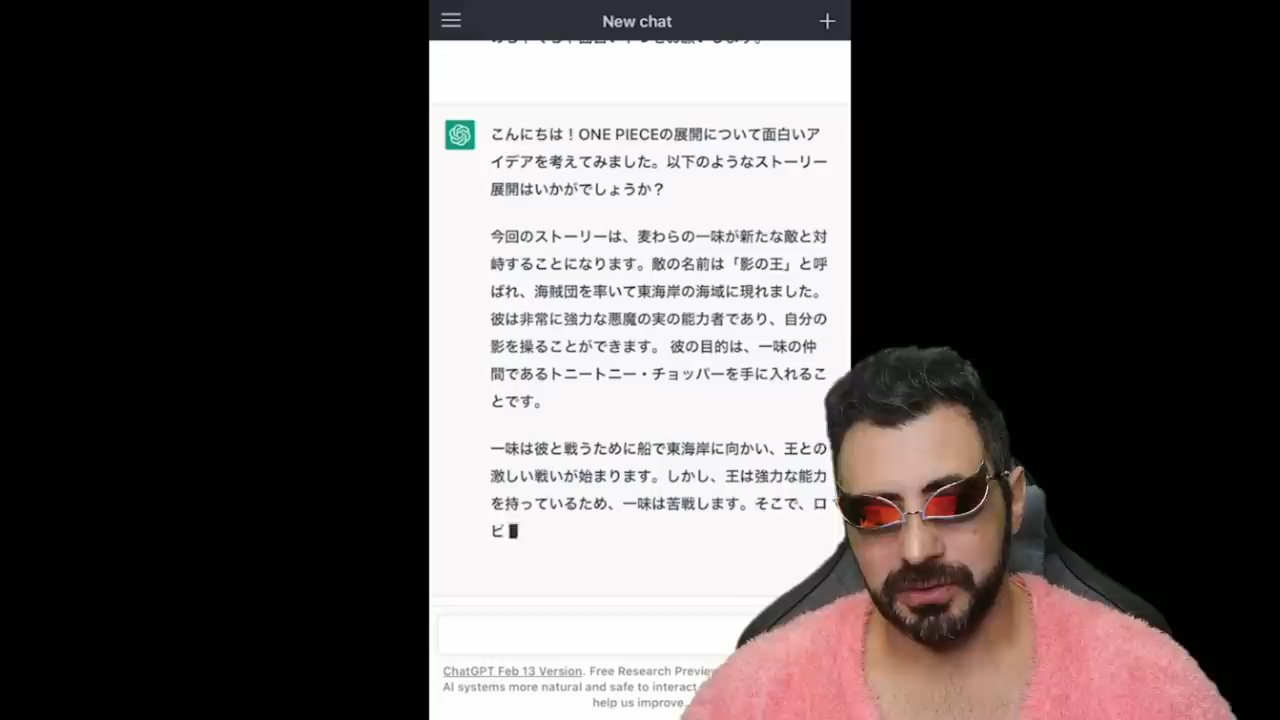 New chat
こんにちは！ONE PIECEの展開について面白いア
イデアを考えてみました。以下のようなストーリー
展開はいかがでしょうか？
今回のストーリーは、麦わらの一味が新たな敵と対
峙することになります。敵の名前は「影の王」と呼
ばれ、海賊団を率いて東海岸の海域に現れました。
彼は非常に強力な悪魔の実の能力者であり、自分の
影を操ることができます。 彼の目的は、一味の仲
間であるトニートニー・チョッパーを手に入れるこ
とです。
一味は彼と戦うために船で東海岸に向かい、王との
激しい戦いが始まります。しかし、王は強力な能力
を持っているため、一味は苦戦します。そこで、ロ
ビ
ChatGPT Feb 13 Version. Free Research Preview
AI systems more natural and safe to interact
help us improve.